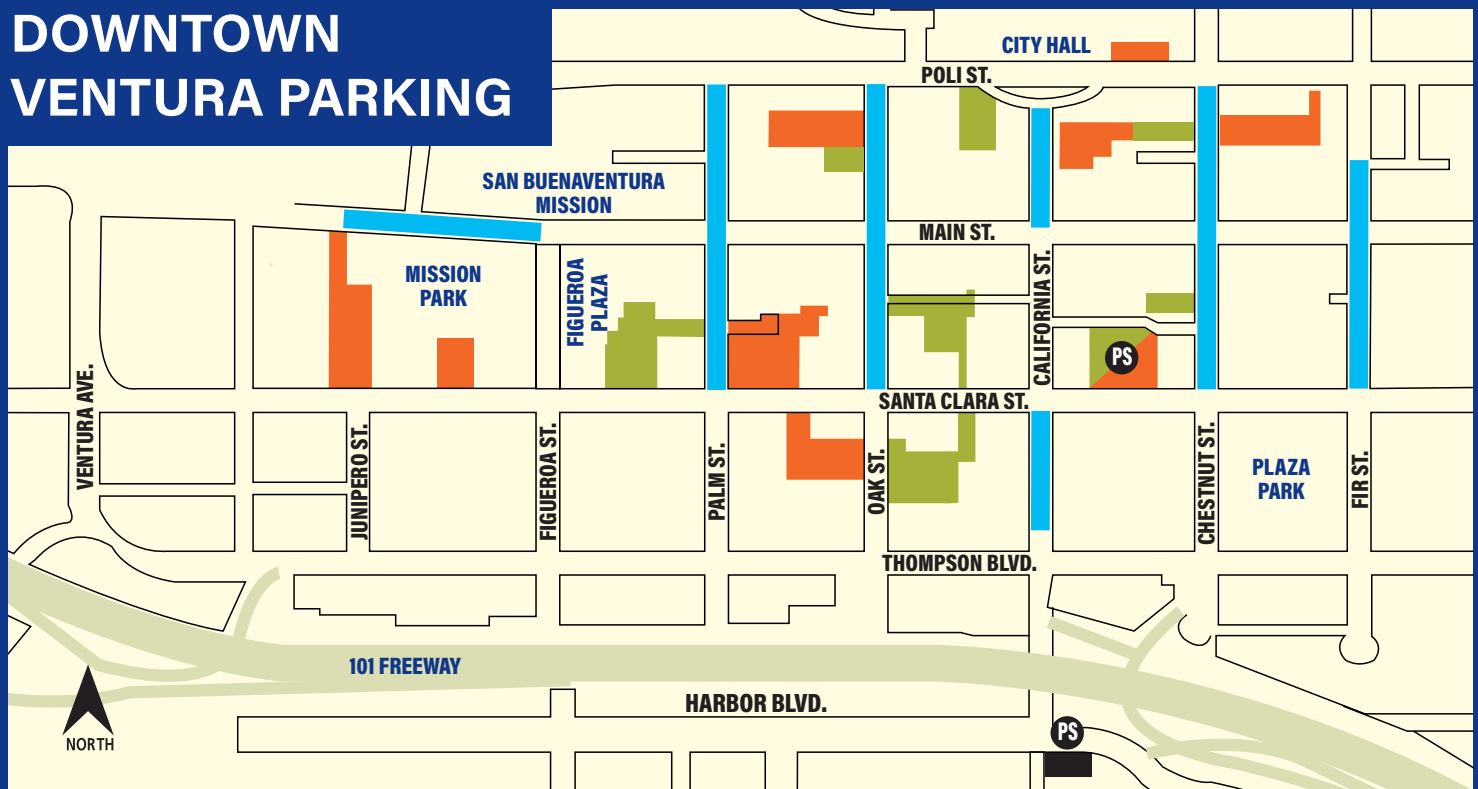 DOWNTOWN
VENTURA PARKING
CITY HALL
POLI ST.
SAN BUENAVENTURA
MISSION
MAIN ST.
MISSION
PARK
FIGUEROA
PLAZA
CALIFORNIA ST.
PS
VENTURA AVE.
SANTA CLARA ST.
JUNIPERO ST.
FIGUEROA ST.
PALM ST.
OAK ST.
CHESTNUT ST.
PLAZA
PARK
FIR ST.
THOMPSON BLVD.
101 FREEWAY
HARBOR BLVD.
PS
NORTH